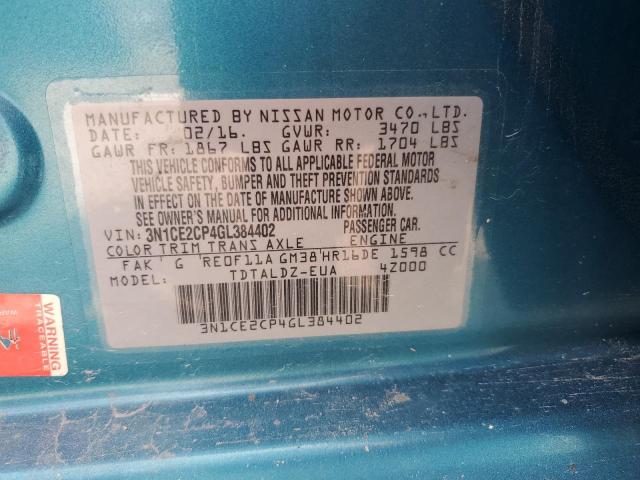 MANUFACTURED BY NISSAN MOTOR CO.,LTD.
DATE: 02/16. GVWR: 3470 LBS
GAWR FR: 1867 LBS GAWR RR: 1704 LBS
THIS VEHICLE CONFORMS TO ALL APPLICABLE FEDERAL MOTOR
VEHICLE SAFETY, BUMPER AND THEFT PREVENTION STANDARDS
IN EFFECT ON THE DATE OF MANUFACTURE SHOWN ABOVE.
SEE OWNER'S MANUAL FOR ADDITIONAL INFORMATION.
VIN: 3N1CE2CP4GL384402 PASSENGER CAR.
COLOR TRIM TRANS AXLE ENGINE
FAK' G RE0F11A GM38'HR16DE 1598 CC
MODEL: TDTALDZ-EUA 4Z000
3N1CE2CP4GL384402
WARNING
TRACEABLE